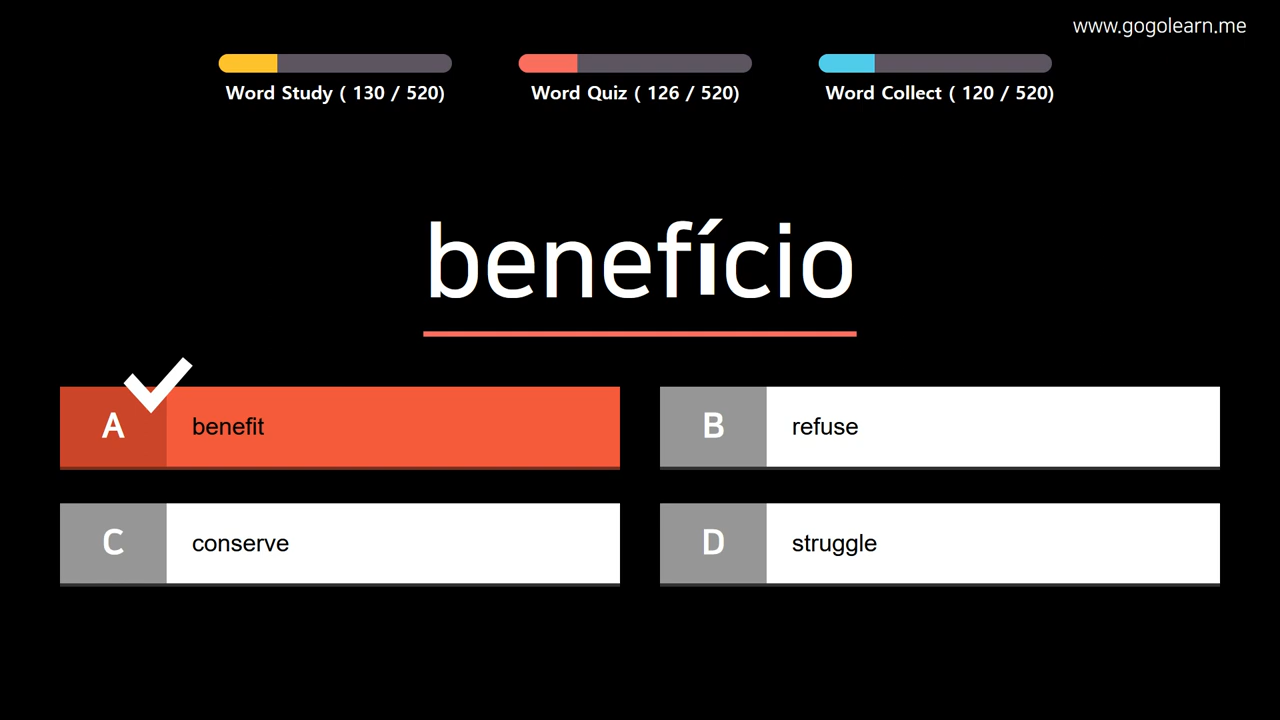 www.gogolearn.me
Word Study ( 130 / 520)
Word Quiz ( 126 / 520)
Word Collect ( 120 / 520)
benefício
A benefit
B refuse
C conserve
D struggle